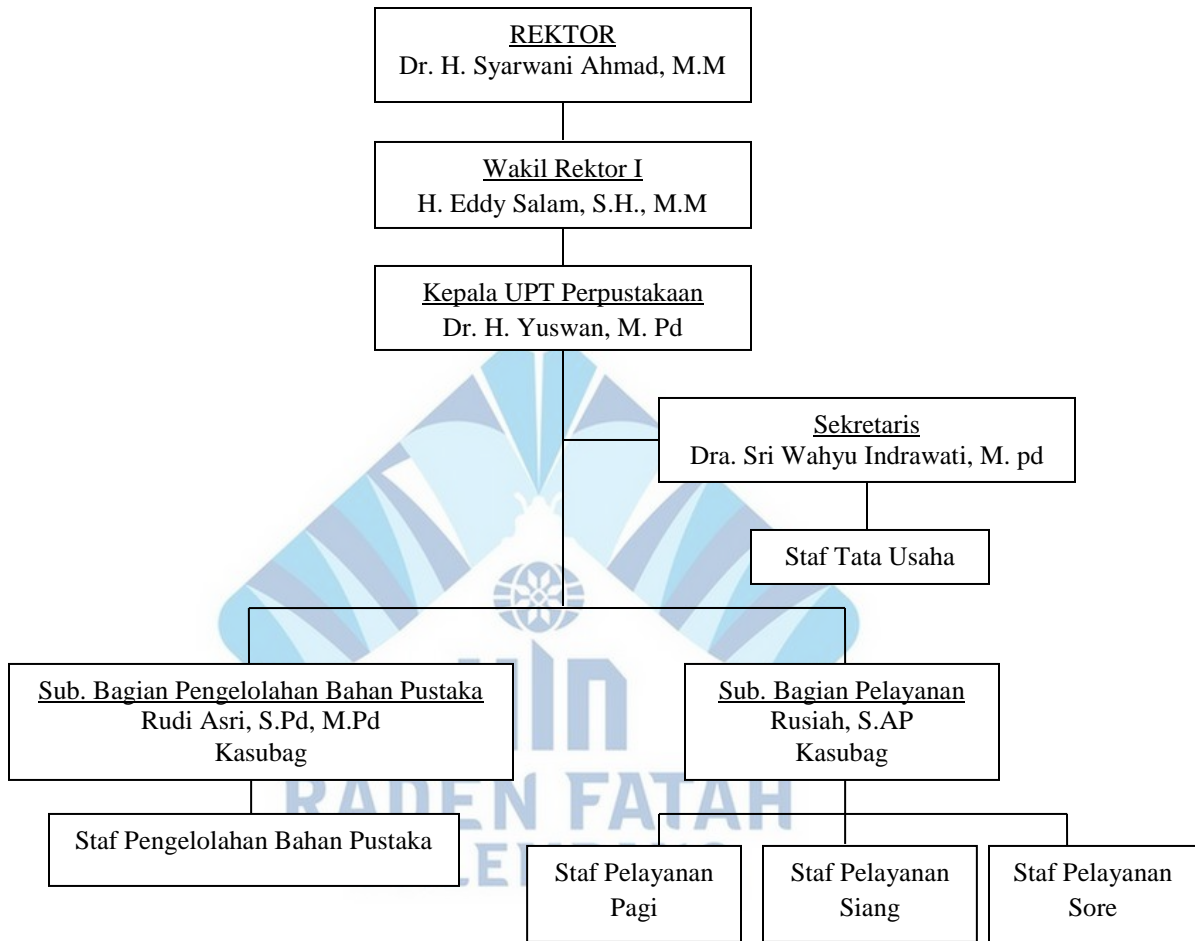 REKTOR
Dr. H. Syarwani Ahmad, M.M
Wakil Rektor I
H. Eddy Salam, S.H., M.M
Kepala UPT Perpustakaan
Dr. H. Yuswan, M. Pd
Sekretaris
Dra. Sri Wahyu Indrawati, M. pd
Staf Tata Usaha
Sub. Bagian Pengelolahan Bahan Pustaka
Rudi Asri, S.Pd, M.Pd
Kasubag
Sub. Bagian Pelayanan
Rusiah, S.AP
Kasubag
UIN
RADEN FATAH
Staf Pengelolahan Bahan Pustaka
Staf Pelayanan
Pagi
Staf Pelayanan
Siang
Staf Pelayanan
Sore